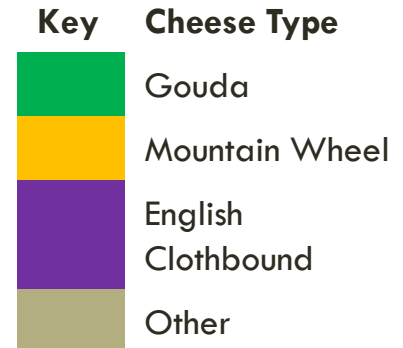 Key Cheese Type
Gouda
Mountain Wheel
English
Clothbound
Other